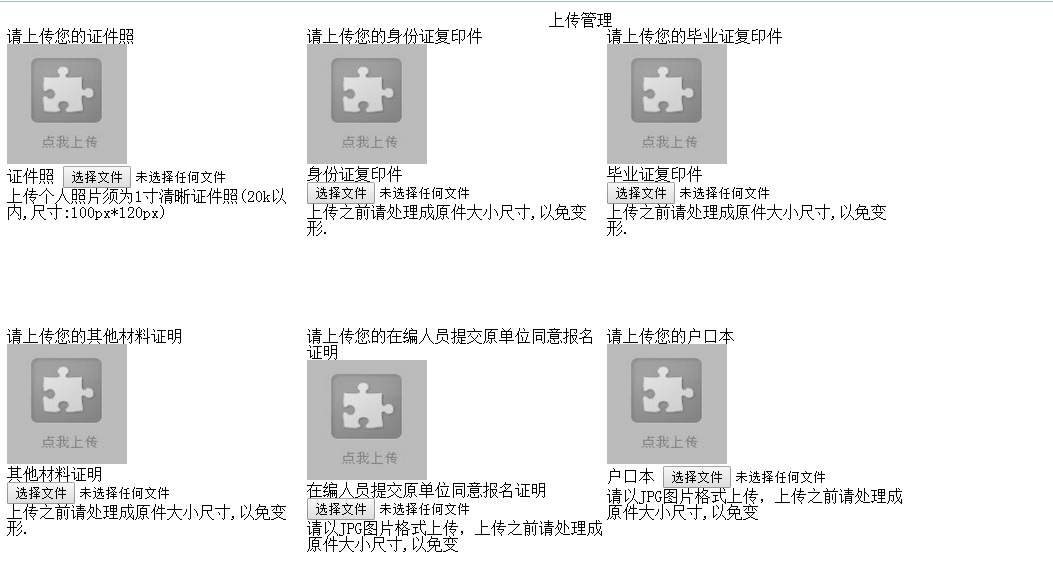 上传管理
请上传您的证件照
点我上传
证件照 选择文件 未选择任何文件
上传个人照片须为1寸清晰证件照(20k以
内,尺寸:100px*120px)
请上传您的身份证复印件
点我上传
身份证复印件
选择文件 未选择任何文件
上传之前请处理成原件大小尺寸,以免变
形.
请上传您的毕业证复印件
点我上传
毕业证复印件
选择文件 未选择任何文件
上传之前请处理成原件大小尺寸,以免变
形.
请上传您的其他材料证明
点我上传
其他材料证明
选择文件 未选择任何文件
上传之前请处理成原件大小尺寸,以免变
形.
请上传您的在编人员提交原单位同意报名
证明
点我上传
在编人员提交原单位同意报名证明
选择文件 未选择任何文件
请以JPG图片格式上传，上传之前请处理成
原件大小尺寸,以免变
请上传您的户口本
点我上传
户口本 选择文件 未选择任何文件
请以JPG图片格式上传，上传之前请处理成
原件大小尺寸,以免变